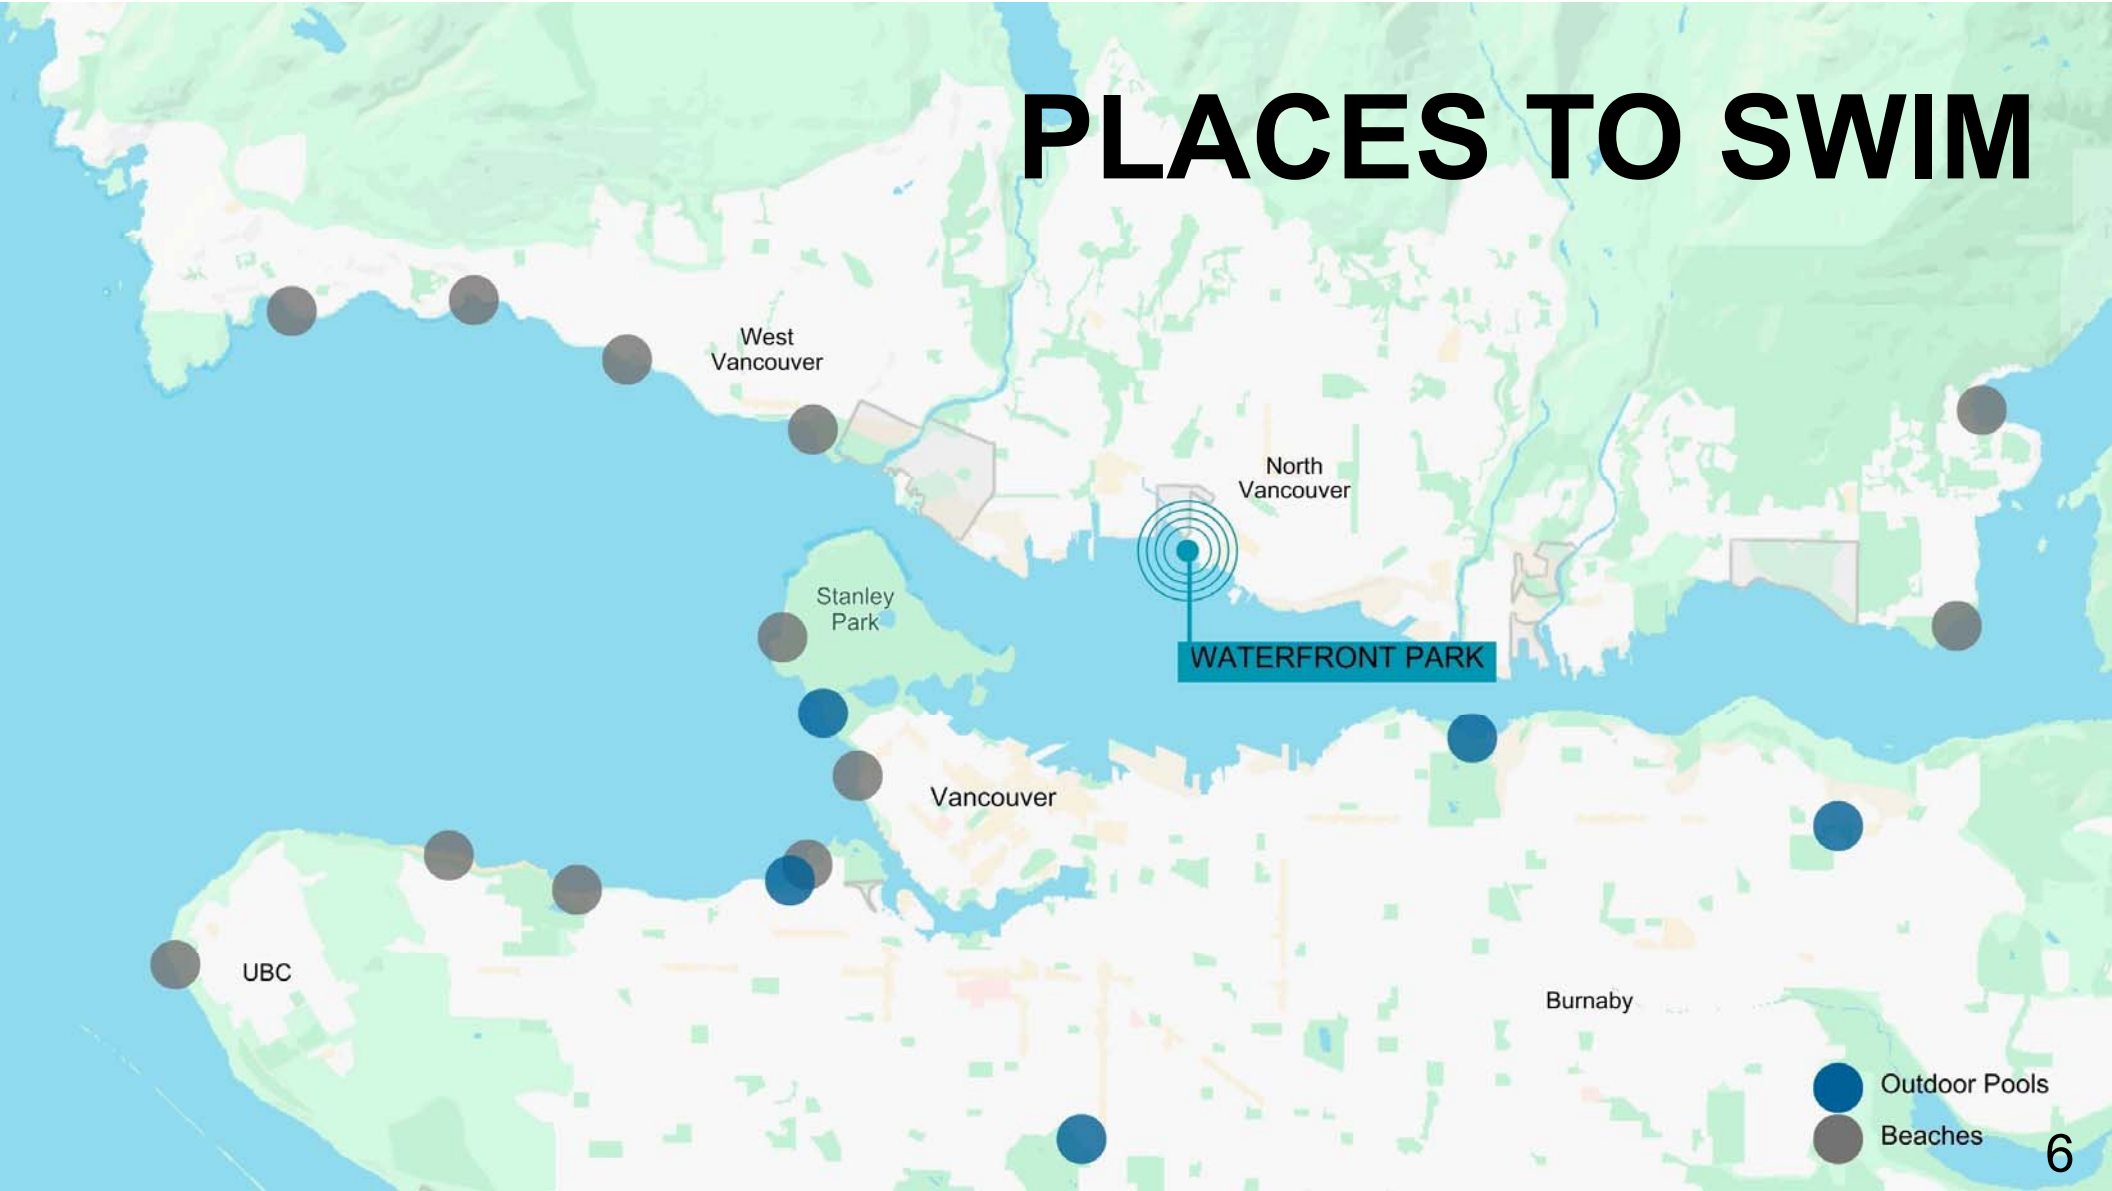 PLACES TO SWIM
West
Vancouver
North
Vancouver
Stanley
Park
WATERFRONT PARK
Vancouver
UBC
Burnaby
Outdoor Pools
Beaches
6